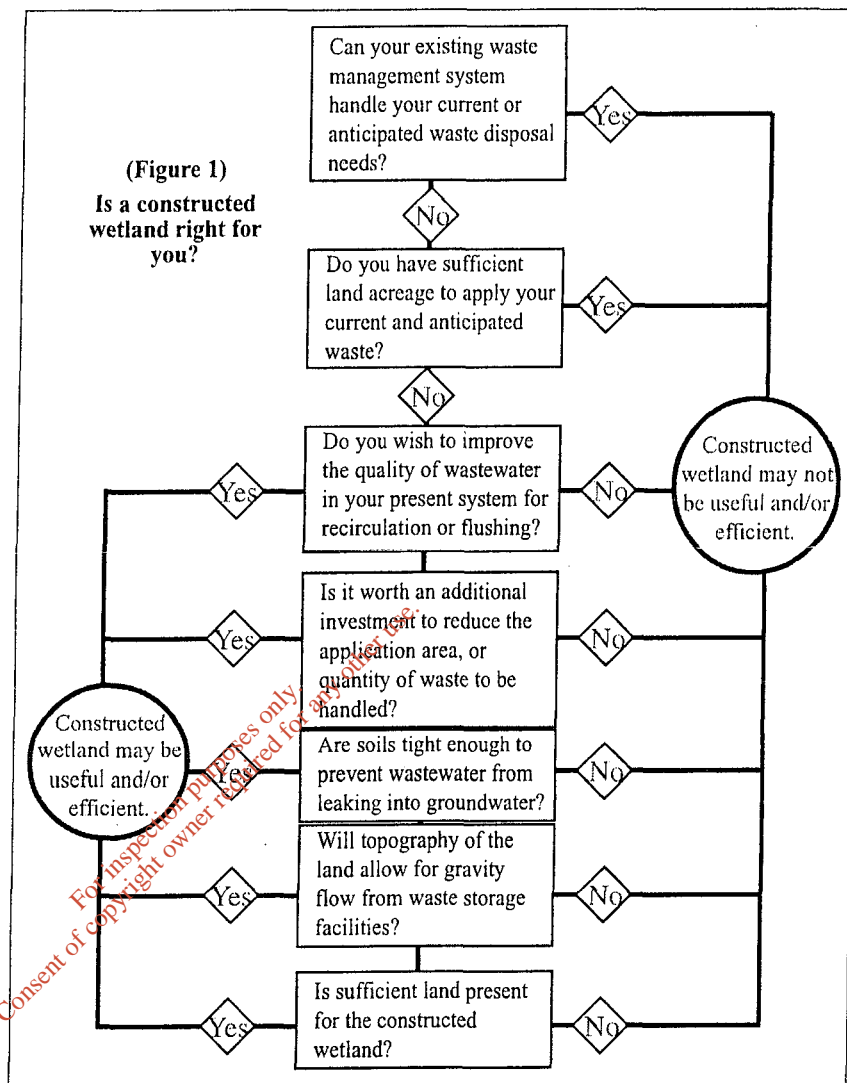 Can your existing waste
management system
handle your current or
anticipated waste disposal
needs?
Yes
(Figure 1)
Is a constructed
wetland right for
you?
No
Do you have sufficient
land acreage to apply your
current and anticipated
waste?
Yes
No
Do you wish to improve
the quality of wastewater
in your present system for
recirculation or flushing?
Yes
No
Constructed
wetland may not
be useful and/or
efficient.
Is it worth an additional
investment to reduce the
application area, or
quantity of waste to be
handled?
Yes
No
Constructed
wetland may be
useful and/or
efficient.
Are soils tight enough to
prevent wastewater from
leaking into groundwater?
Yes
No
Will topography of the
land allow for gravity
flow from waste storage
facilities?
Yes
No
Is sufficient land present
for the constructed
wetland?
Yes
No
For inspection purposes only.
Consent of copyright owner required for any other use.